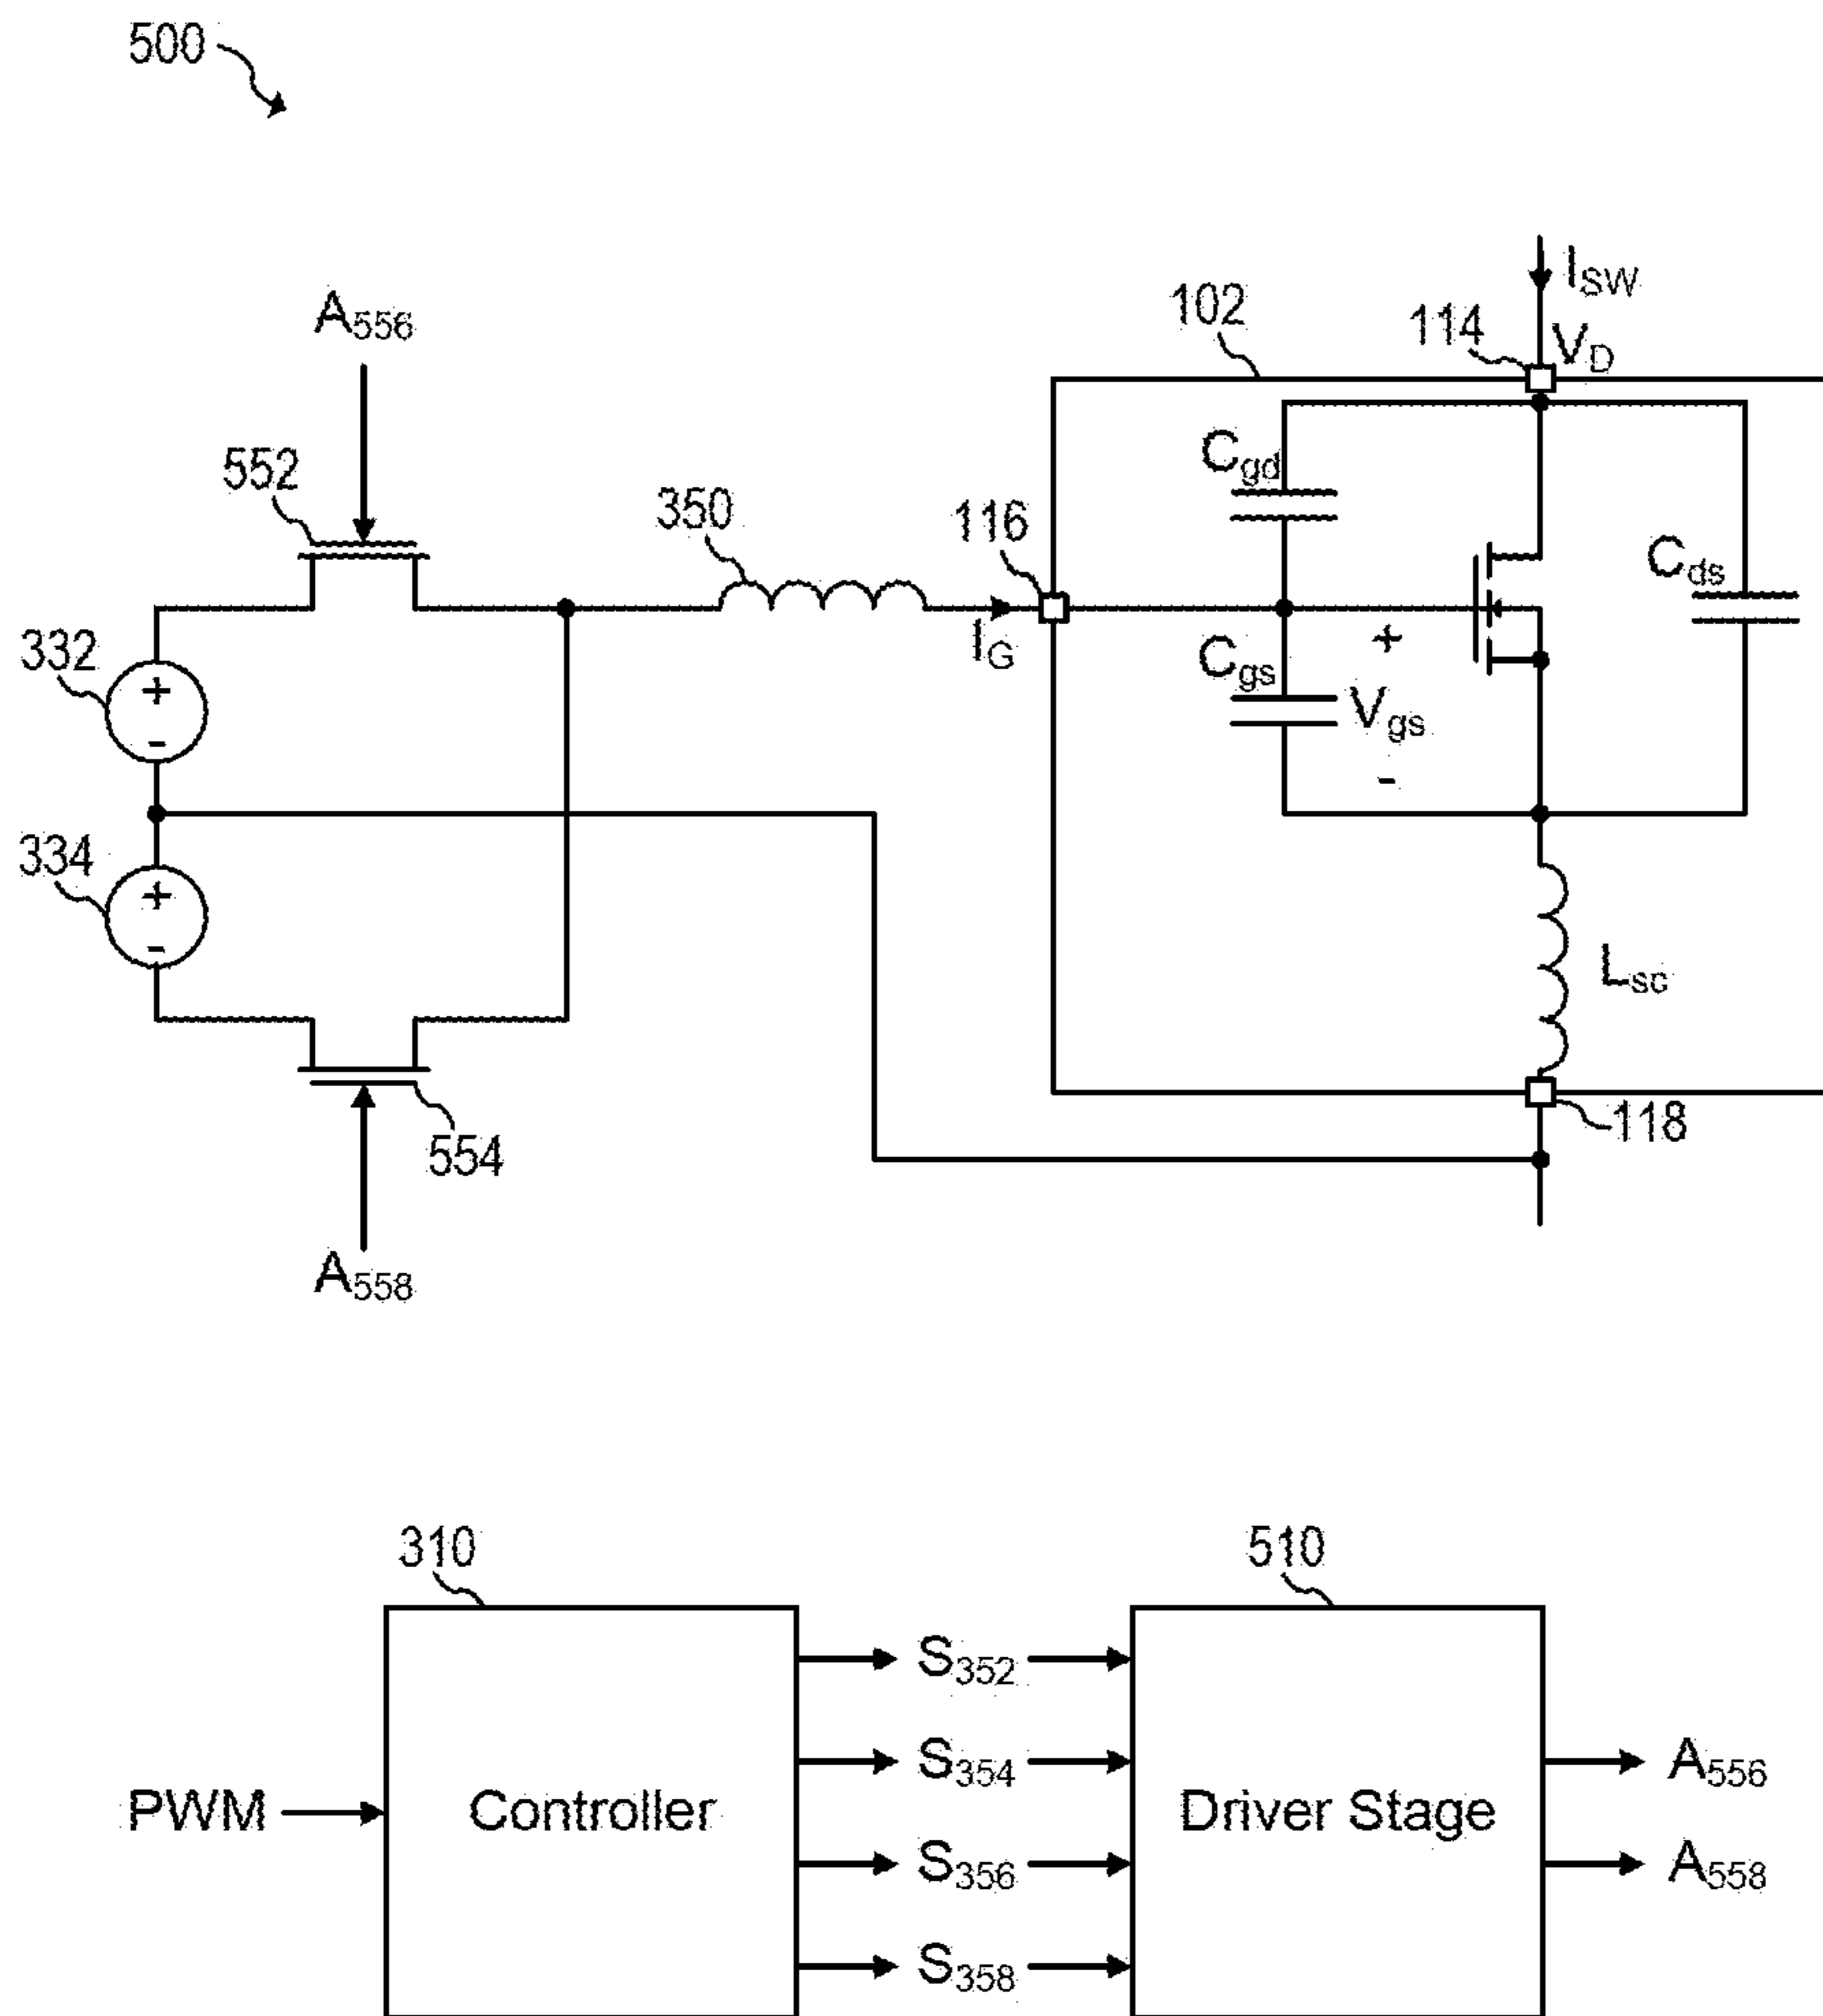 500
A556
552
350
116
102
114
ISW
VD
Cgd
Cds
IG
Cgs
+
Vgs
-
332
+
-
334
+
-
Lsc
554
118
A558
310
510
PWM
Controller
S352
S354
S356
S358
Driver Stage
A556
A558